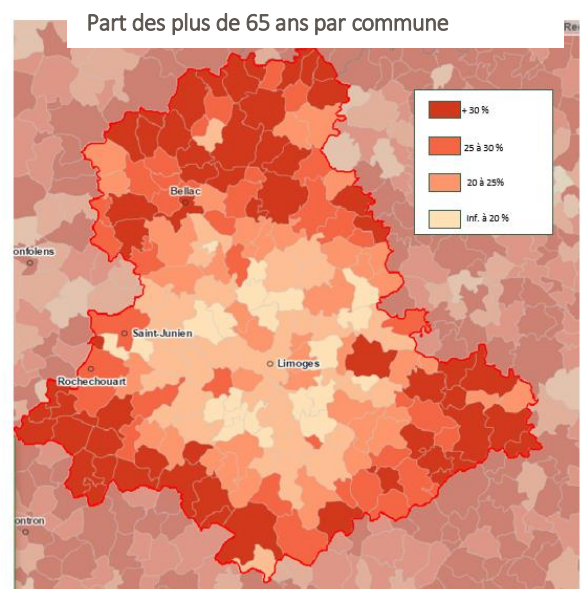 Part des plus de 65 ans par commune
Re
+ 30 %
25 à 30 %
20 à 25%
Inf. à 20 %
Bellac
onfolens
Saint-Junien
Limoges
Rochechouart
ontron